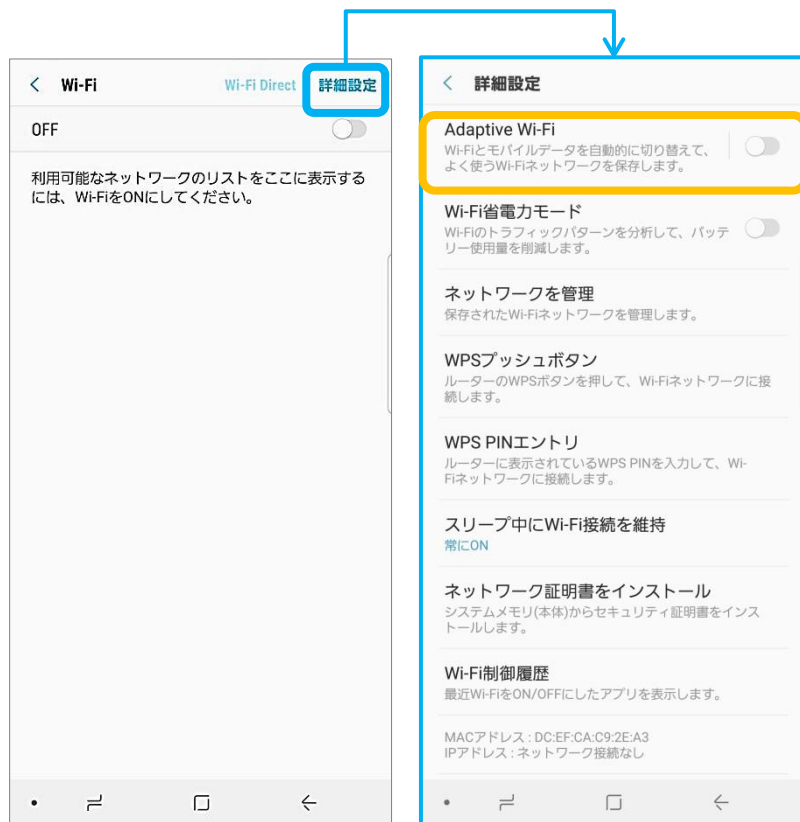 Wi-Fi
Wi-Fi Direct
詳細設定
OFF
利用可能なネットワークのリストをここに表示する
には、Wi-FiをONにしてください。
詳細設定
Adaptive Wi-Fi
Wi-Fiとモバイルデータを自動的に切り替えて、
よく使うWi-Fiネットワークを保存します。
Wi-Fi省電力モード
Wi-Fiのトラフィックパターンを分析して、バッテ
リー使用量を削減します。
ネットワークを管理
保存されたWi-Fiネットワークを管理します。
WPSプッシュボタン
ルーターのWPSボタンを押して、Wi-Fiネットワークに接
続します。
WPS PINエントリ
ルーターに表示されているWPS PINを入力して、Wi-
Fiネットワークに接続します。
スリープ中にWi-Fi接続を維持
常にON
ネットワーク証明書をインストール
システムメモリ(本体)からセキュリティ証明書をインス
トールします。
Wi-Fi制御履歴
最近Wi-FiをON/OFFにしたアプリを表示します。
MACアドレス : DC:EF:CA:C9:2E:A3
IPアドレス : ネットワーク接続なし